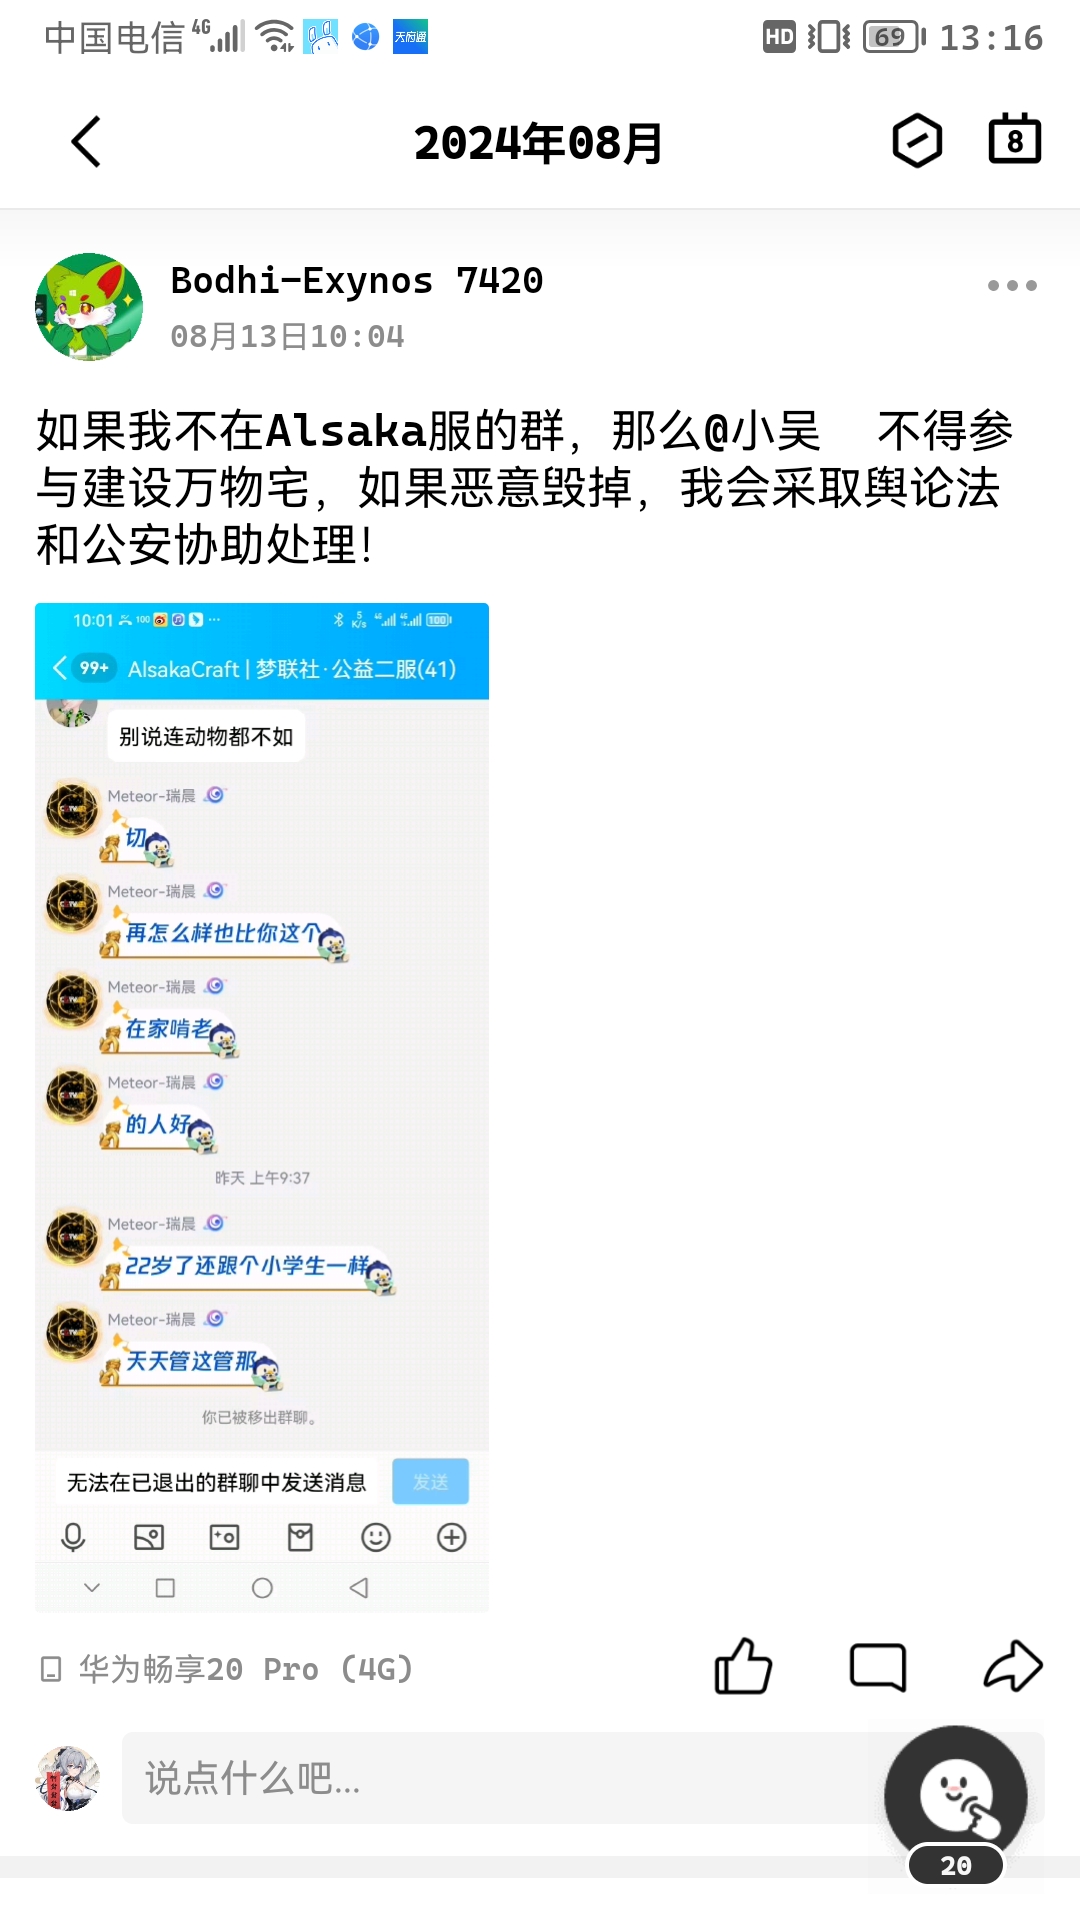 中国电信 4G HD 69 13:16
天府通
2024年08月
8
Bodhi-Exynos 7420
08月13日10:04
如果我不在Alsaka服的群，那么@小吴 不得参
与建设万物宅，如果恶意毁掉，我会采取舆论法
和公安协助处理！
10:01 100 ··· 5 K/s 4G 4G 100
99+ AlsakaCraft | 梦联社·公益二服(41)
别说连动物都不如
Meteor-瑞晨
切
Meteor-瑞晨
再怎么样也比你这个
Meteor-瑞晨
在家啃老
Meteor-瑞晨
的人好
昨天 上午9:37
Meteor-瑞晨
22岁了还跟个小学生一样
Meteor-瑞晨
天天管这管那
你已被移出群聊。
无法在已退出的群聊中发送消息 发送
华为畅享20 Pro (4G)
说点什么吧...
20